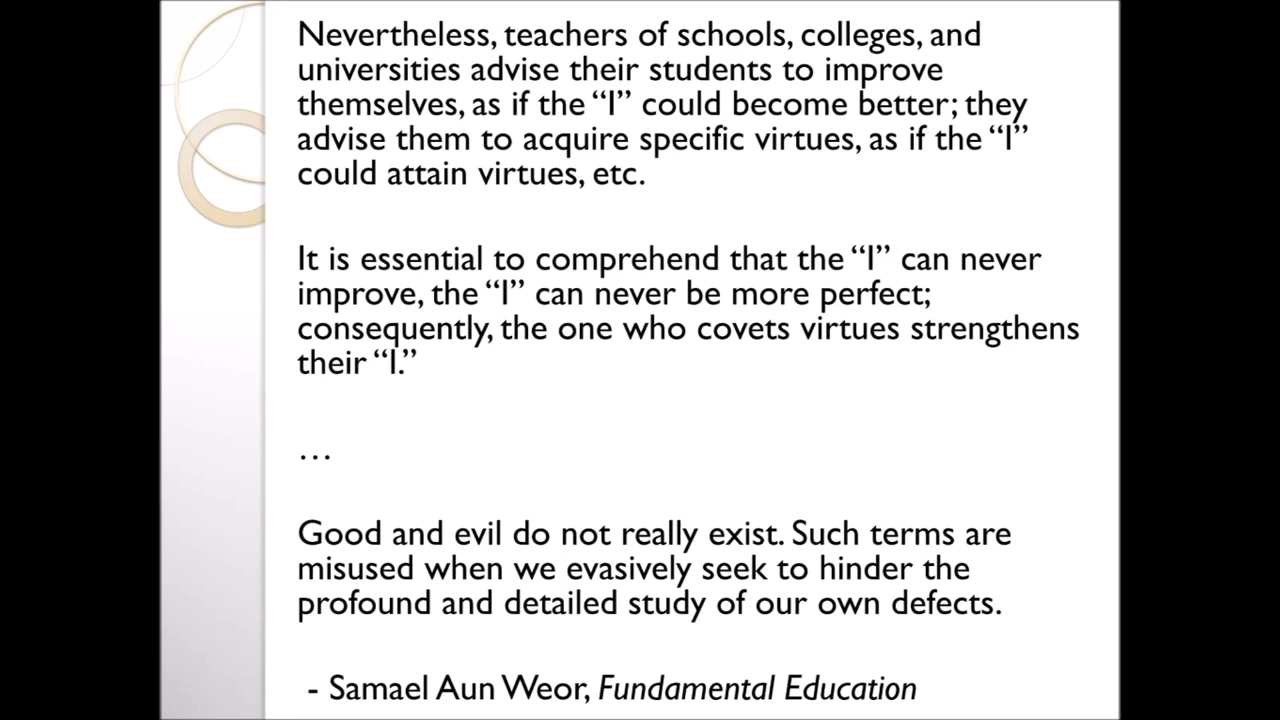 Nevertheless, teachers of schools, colleges, and
universities advise their students to improve
themselves, as if the “I” could become better; they
advise them to acquire specific virtues, as if the “I”
could attain virtues, etc.
It is essential to comprehend that the “I” can never
improve, the “I” can never be more perfect;
consequently, the one who covets virtues strengthens
their “I.”
…
Good and evil do not really exist. Such terms are
misused when we evasively seek to hinder the
profound and detailed study of our own defects.
- Samael Aun Weor, Fundamental Education